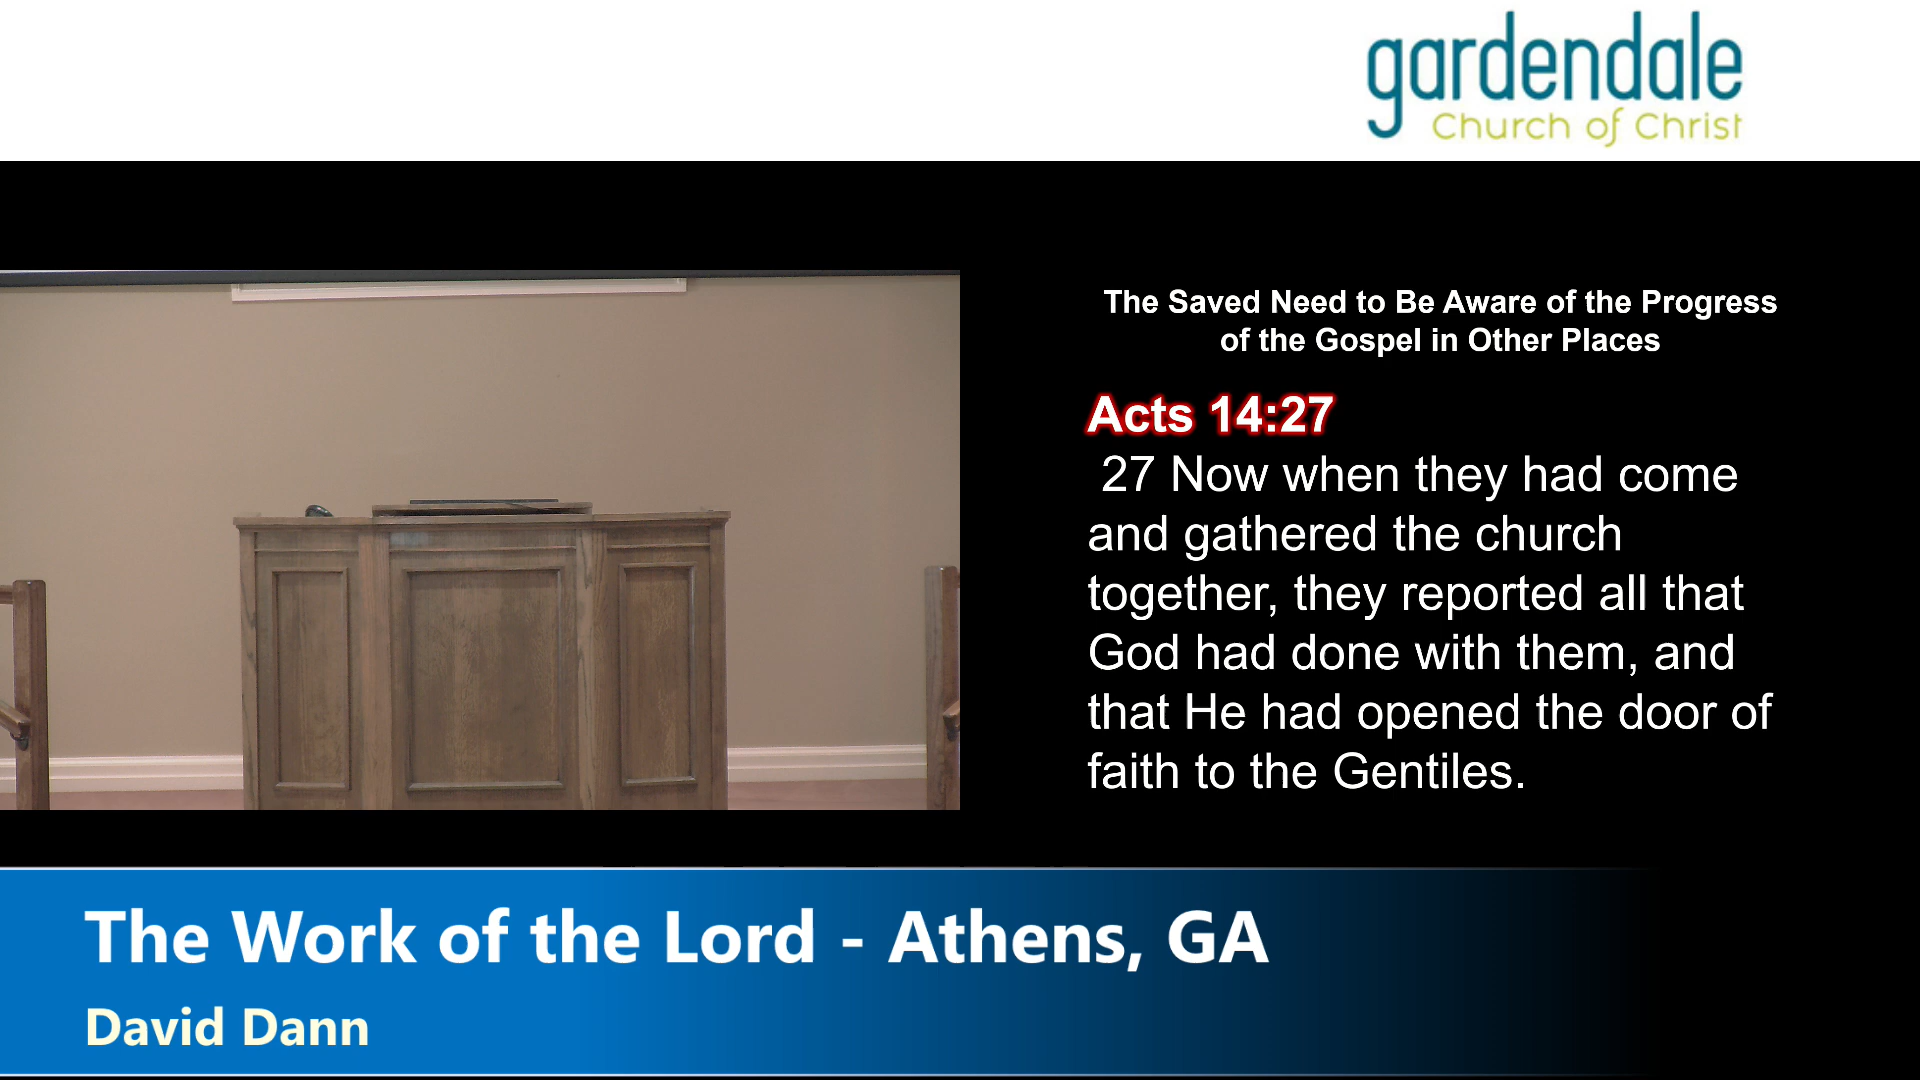 gardendale
Church of Christ
The Saved Need to Be Aware of the Progress
of the Gospel in Other Places
Acts 14:27
27 Now when they had come
and gathered the church
together, they reported all that
God had done with them, and
that He had opened the door of
faith to the Gentiles.
The Work of the Lord - Athens, GA
David Dann